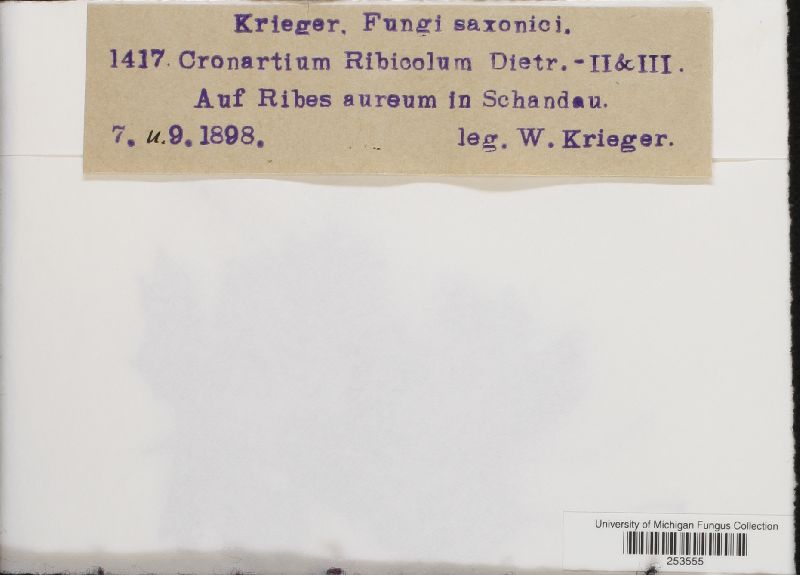 Krieger, Fungi saxonici.
1417. Cronartium Ribicolum Dietr.-II&III.
Auf Ribes aureum in Schandau.
7. u. 9. 1898. leg. W. Krieger.
University of Michigan Fungus Collection
253555